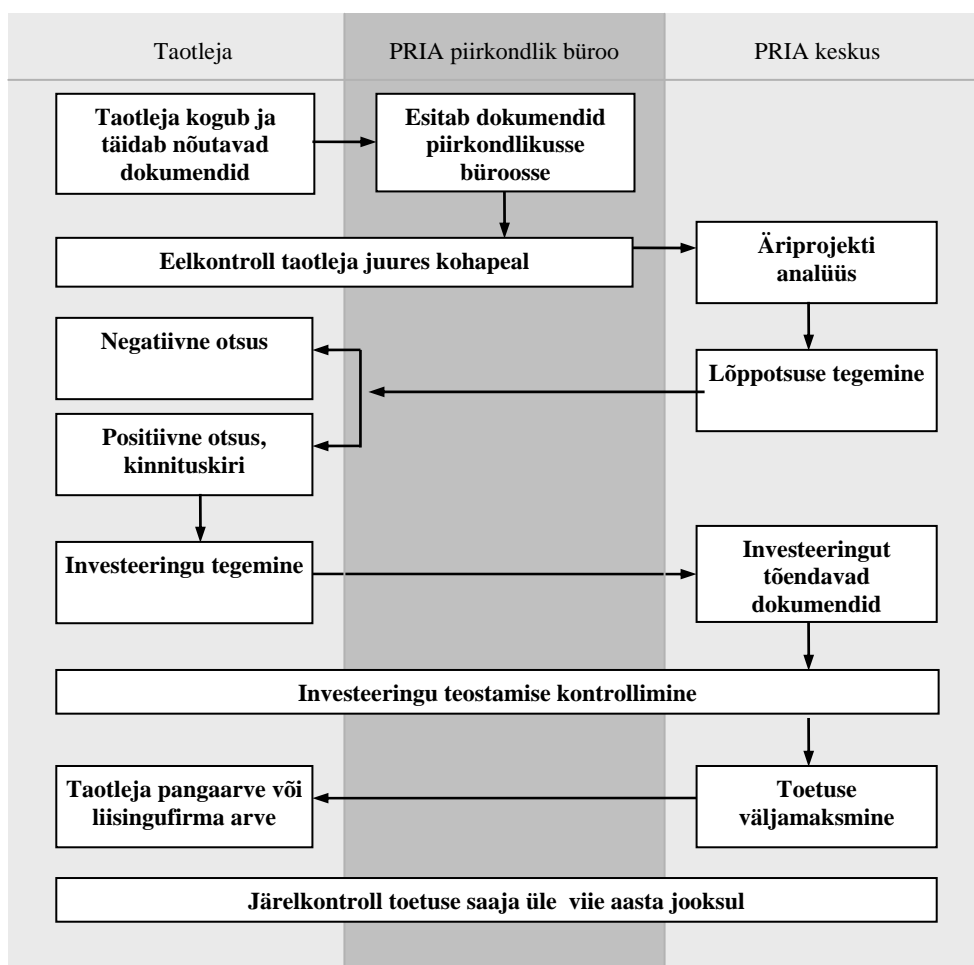 Taotleja
PRIA piirkondlik büroo
PRIA keskus
Taotleja kogub ja
täidab nõutavad
dokumendid
Esitab dokumendid
piirkondlikusse
büroosse
Eelkontroll taotleja juures kohapeal
Äriprojekti
analüüs
Negatiivne otsus
Lõppotsuse tegemine
Positiivne otsus,
kinnituskiri
Investeeringu tegemine
Investeeringut
tõendavad
dokumendid
Investeeringu teostamise kontrollimine
Taotleja pangaarve või
liisingufirma arve
Toetuse
väljamaksmine
Järelkontroll toetuse saaja üle viie aasta jooksul